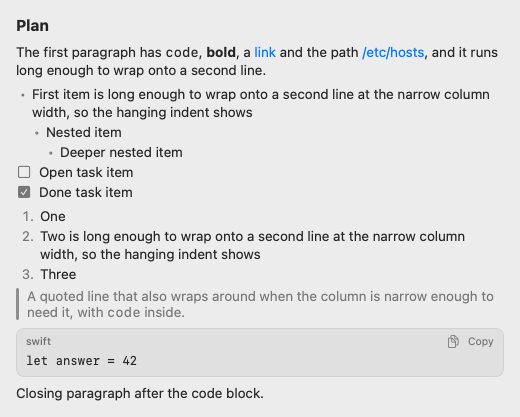 Plan
The first paragraph has code, bold, a link and the path /etc/hosts, and it runs
long enough to wrap onto a second line.
• First item is long enough to wrap onto a second line at the narrow column
width, so the hanging indent shows
• Nested item
• Deeper nested item
Open task item
Done task item
1. One
2. Two is long enough to wrap onto a second line at the narrow column
width, so the hanging indent shows
3. Three
A quoted line that also wraps around when the column is narrow enough to
need it, with code inside.
swift Copy
let answer = 42
Closing paragraph after the code block.